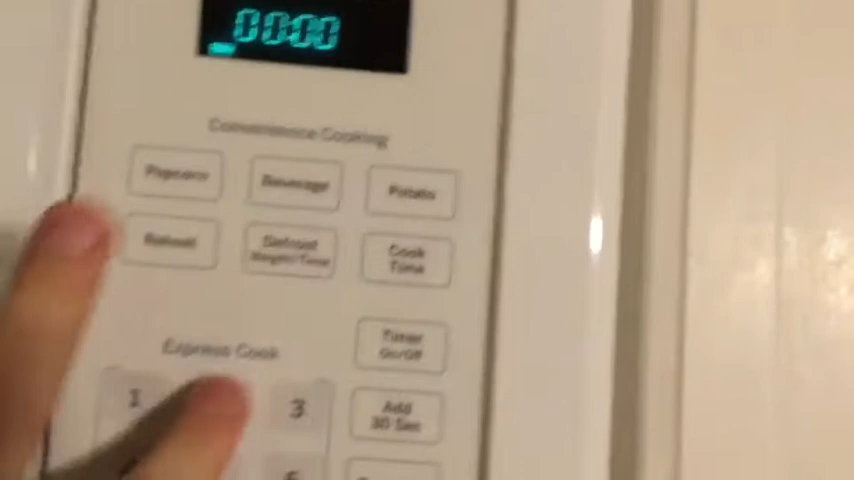 00:00
Convenience Cooking
Popcorn Beverage Potato
Reheat Defrost Cook
Weight/Time Time
Express Cook Timer
On/Off
1 3 Add
30 Sec
6